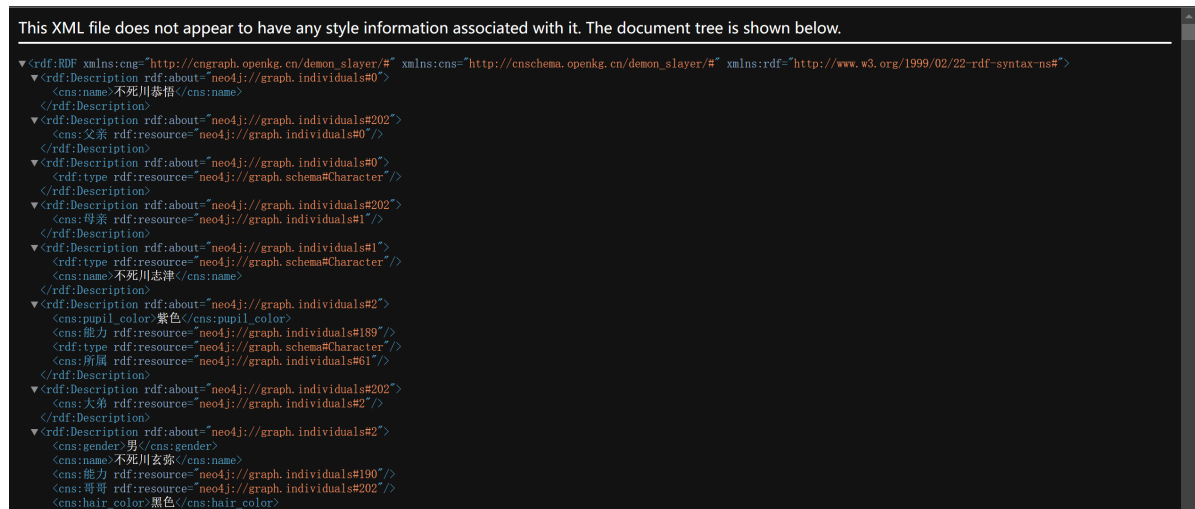 This XML file does not appear to have any style information associated with it. The document tree is shown below.
▼<rdf:RDF xmlns:cng="http://cngraph.openkg.cn/demon_slayer/#" xmlns:cns="http://cnschema.openkg.cn/demon_slayer/#" xmlns:rdf="http://www.w3.org/1999/02/22-rdf-syntax-ns#">
▼<rdf:Description rdf:about="neo4j://graph.individuals#0">
<cns:name>不死川恭悟</cns:name>
</rdf:Description>
▼<rdf:Description rdf:about="neo4j://graph.individuals#202">
<cns:父亲 rdf:resource="neo4j://graph.individuals#0"/>
</rdf:Description>
▼<rdf:Description rdf:about="neo4j://graph.individuals#0">
<rdf:type rdf:resource="neo4j://graph.schema#Character"/>
</rdf:Description>
▼<rdf:Description rdf:about="neo4j://graph.individuals#202">
<cns:母亲 rdf:resource="neo4j://graph.individuals#1"/>
</rdf:Description>
▼<rdf:Description rdf:about="neo4j://graph.individuals#1">
<rdf:type rdf:resource="neo4j://graph.schema#Character"/>
<cns:name>不死川志津</cns:name>
</rdf:Description>
▼<rdf:Description rdf:about="neo4j://graph.individuals#2">
<cns:pupil_color>紫色</cns:pupil_color>
<cns:能力 rdf:resource="neo4j://graph.individuals#189"/>
<rdf:type rdf:resource="neo4j://graph.schema#Character"/>
<cns:所属 rdf:resource="neo4j://graph.individuals#61"/>
</rdf:Description>
▼<rdf:Description rdf:about="neo4j://graph.individuals#202">
<cns:大弟 rdf:resource="neo4j://graph.individuals#2"/>
</rdf:Description>
▼<rdf:Description rdf:about="neo4j://graph.individuals#2">
<cns:gender>男</cns:gender>
<cns:name>不死川玄弥</cns:name>
<cns:能力 rdf:resource="neo4j://graph.individuals#190"/>
<cns:哥哥 rdf:resource="neo4j://graph.individuals#202"/>
<cns:hair_color>黑色</cns:hair_color>